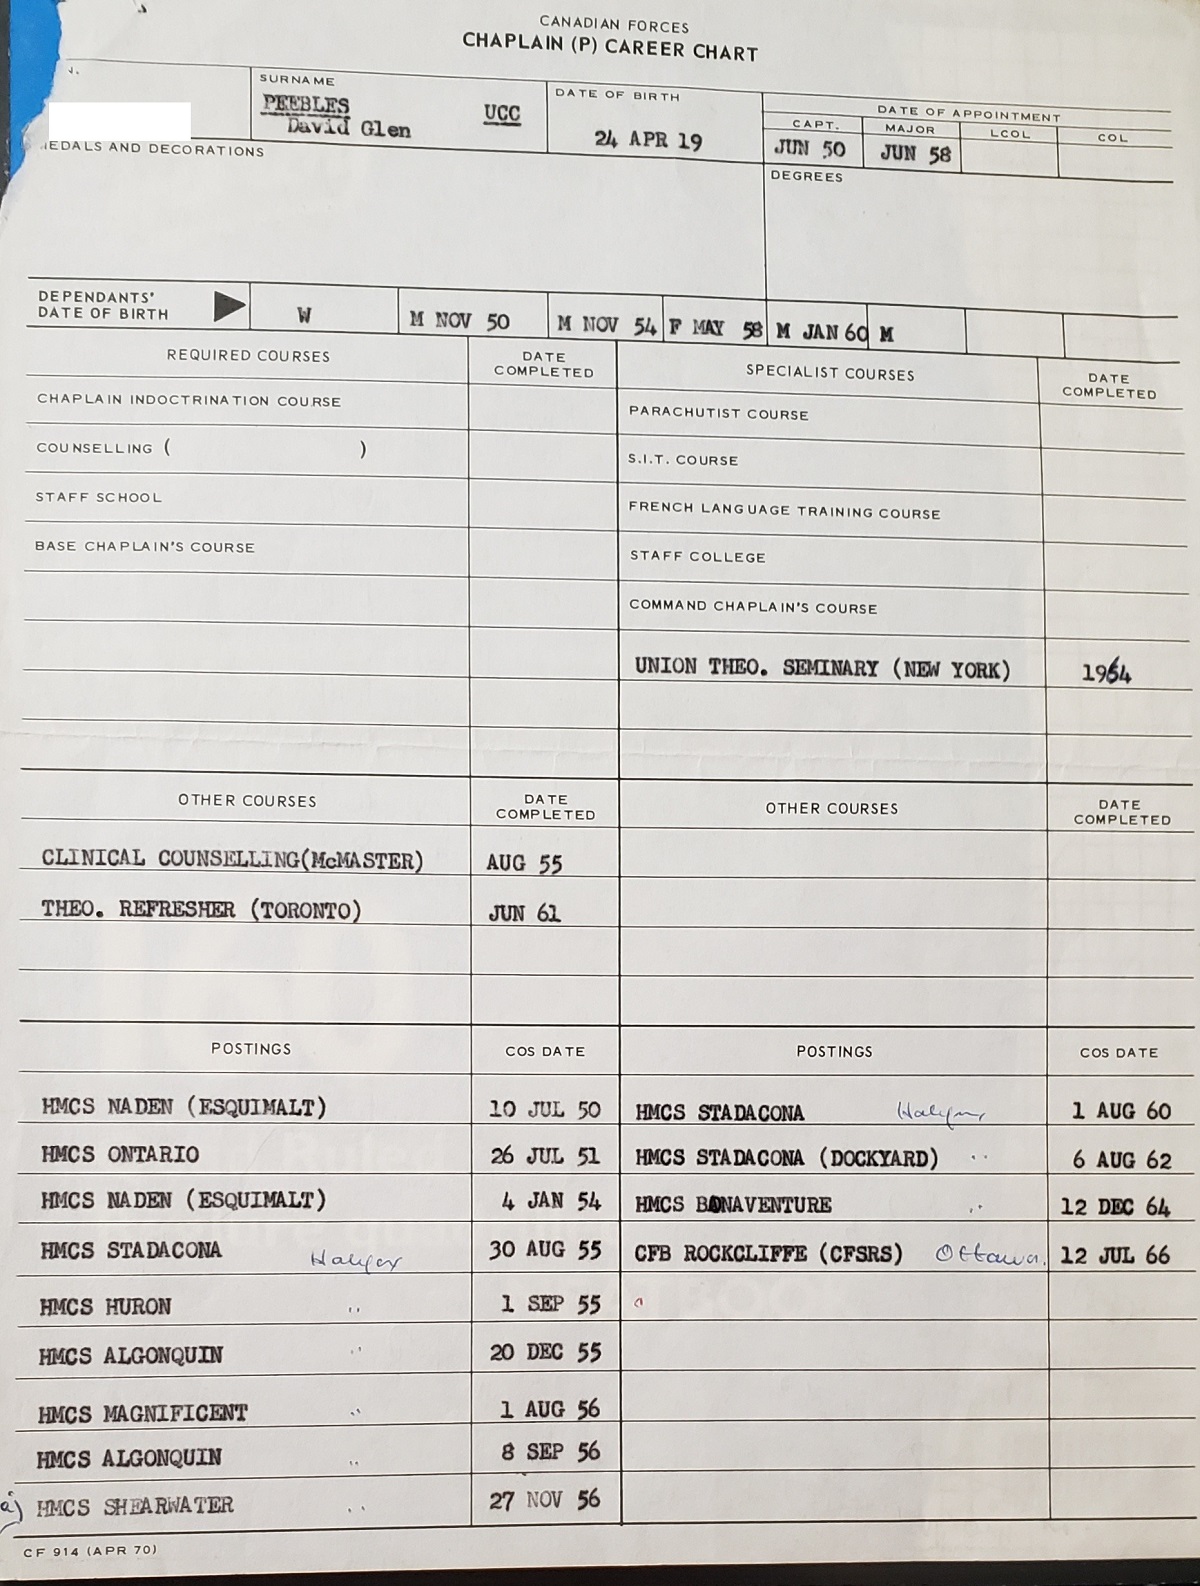 CANADIAN FORCES
CHAPLAIN (P) CAREER CHART
N.
SURNAME
PEEBLES UCC
David Glen
DATE OF BIRTH
24 APR 19
DATE OF APPOINTMENT
CAPT. MAJOR LCOL COL
JUN 50 JUN 58
MEDALS AND DECORATIONS
DEGREES
DEPENDANTS'
DATE OF BIRTH
W M NOV 50 M NOV 54 F MAY 58 M JAN 60 M
REQUIRED COURSES DATE COMPLETED SPECIALIST COURSES DATE COMPLETED
CHAPLAIN INDOCTRINATION COURSE PARACHUTIST COURSE
COUNSELLING ( ) S.I.T. COURSE
STAFF SCHOOL FRENCH LANGUAGE TRAINING COURSE
BASE CHAPLAIN'S COURSE STAFF COLLEGE
COMMAND CHAPLAIN'S COURSE
UNION THEO. SEMINARY (NEW YORK) 1964
OTHER COURSES DATE COMPLETED OTHER COURSES DATE COMPLETED
CLINICAL COUNSELLING(McMASTER) AUG 55
THEO. REFRESHER (TORONTO) JUN 61
POSTINGS COS DATE POSTINGS COS DATE
HMCS NADEN (ESQUIMALT) 10 JUL 50 HMCS STADACONA Halifax 1 AUG 60
HMCS ONTARIO 26 JUL 51 HMCS STADACONA (DOCKYARD) " 6 AUG 62
HMCS NADEN (ESQUIMALT) 4 JAN 54 HMCS BONAVENTURE " 12 DEC 64
HMCS STADACONA Halifax 30 AUG 55 CFB ROCKCLIFFE (CFSRS) Ottawa. 12 JUL 66
HMCS HURON " 1 SEP 55
HMCS ALGONQUIN " 20 DEC 55
HMCS MAGNIFICENT " 1 AUG 56
HMCS ALGONQUIN " 8 SEP 56
a) HMCS SHEARWATER " 27 NOV 56
CF 914 (APR 70)